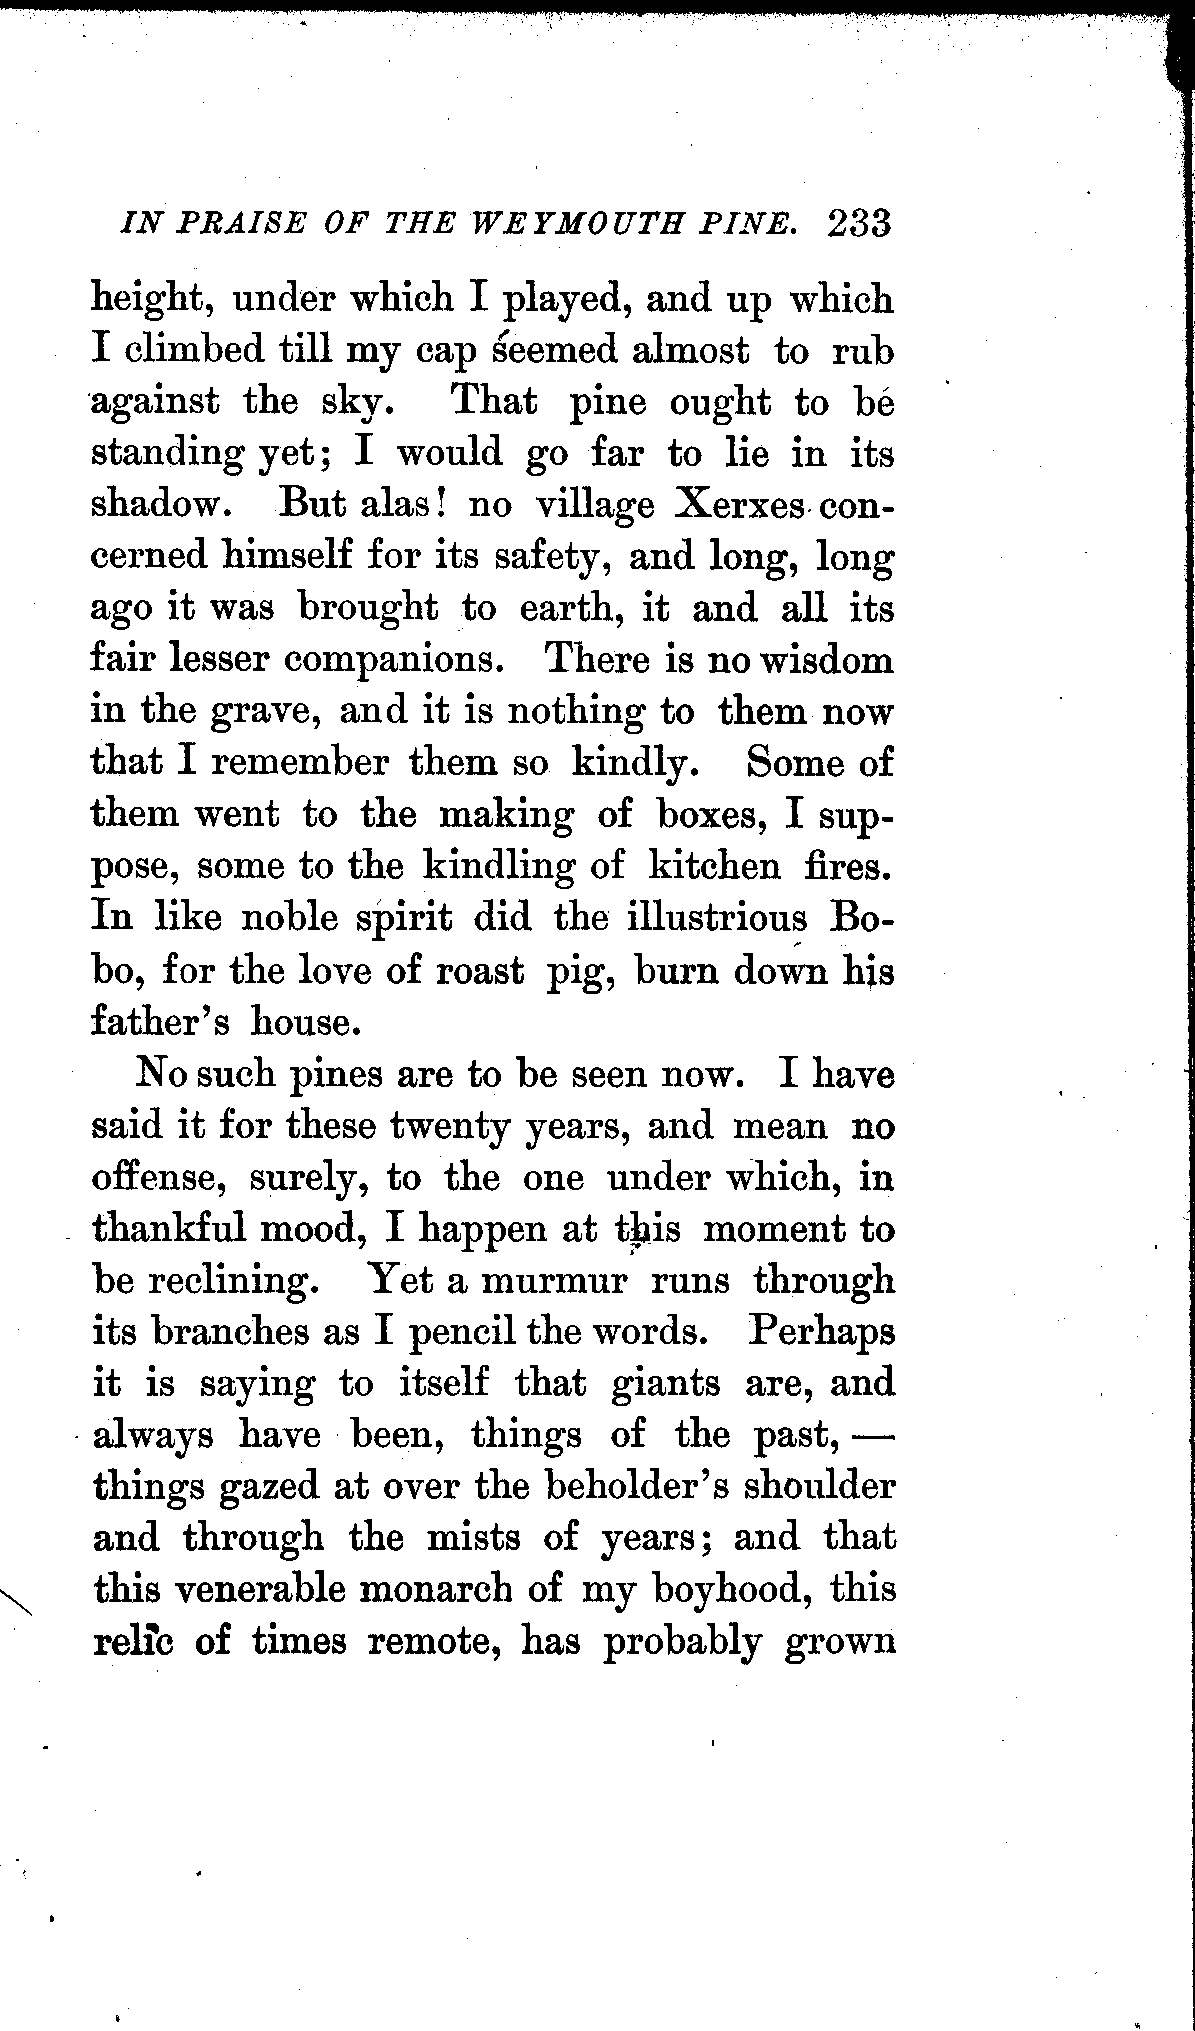 IN PRAISE OF THE WEYMOUTH PINE. 233
height, under which I played, and up which
I climbed till my cap seemed almost to rub
against the sky. That pine ought to be
standing yet; I would go far to lie in its
shadow. But alas! no village Xerxes con-
cerned himself for its safety, and long, long
ago it was brought to earth, it and all its
fair lesser companions. There is no wisdom
in the grave, and it is nothing to them now
that I remember them so kindly. Some of
them went to the making of boxes, I sup-
pose, some to the kindling of kitchen fires.
In like noble spirit did the illustrious Bo-
bo, for the love of roast pig, burn down his
father's house.
No such pines are to be seen now. I have
said it for these twenty years, and mean no
offense, surely, to the one under which, in
thankful mood, I happen at this moment to
be reclining. Yet a murmur runs through
its branches as I pencil the words. Perhaps
it is saying to itself that giants are, and
always have been, things of the past, —
things gazed at over the beholder's shoulder
and through the mists of years; and that
this venerable monarch of my boyhood, this
relic of times remote, has probably grown